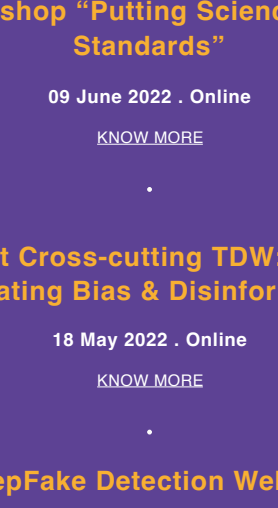 shop “Putting Scienc
Standards”
09 June 2022 . Online
KNOW MORE
t Cross-cutting TDW:
ating Bias & Disinfor
18 May 2022 . Online
KNOW MORE
epFake Detection We